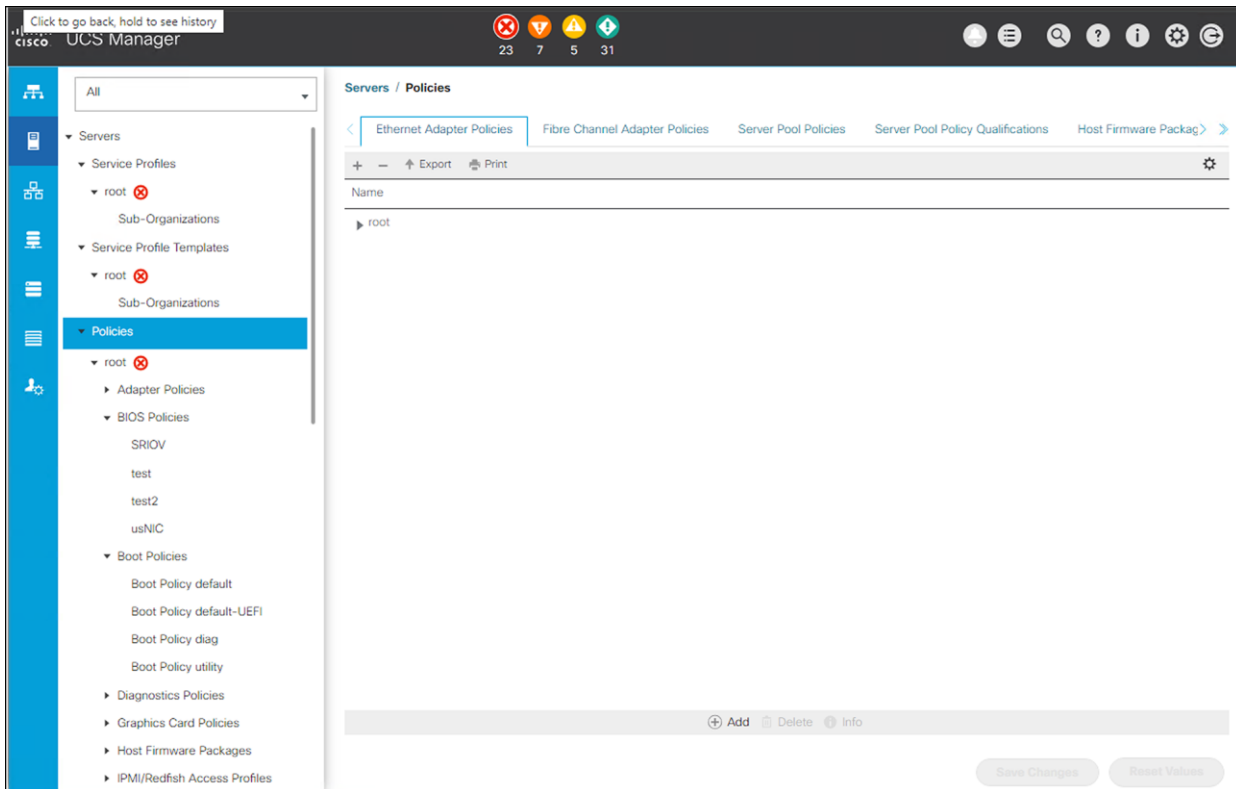 Click to go back, hold to see history
CISCO. UCS Manager
23 7 5 31
All
Servers
Service Profiles
root
Sub-Organizations
Service Profile Templates
root
Sub-Organizations
Policies
root
Adapter Policies
BIOS Policies
SRIOV
test
test2
usNIC
Boot Policies
Boot Policy default
Boot Policy default-UEFI
Boot Policy diag
Boot Policy utility
Diagnostics Policies
Graphics Card Policies
Host Firmware Packages
IPMI/Redfish Access Profiles
Servers / Policies
Ethernet Adapter Policies Fibre Channel Adapter Policies Server Pool Policies Server Pool Policy Qualifications Host Firmware Packag
+ − Export Print
Name
root
Add Delete Info
Save Changes Reset Values